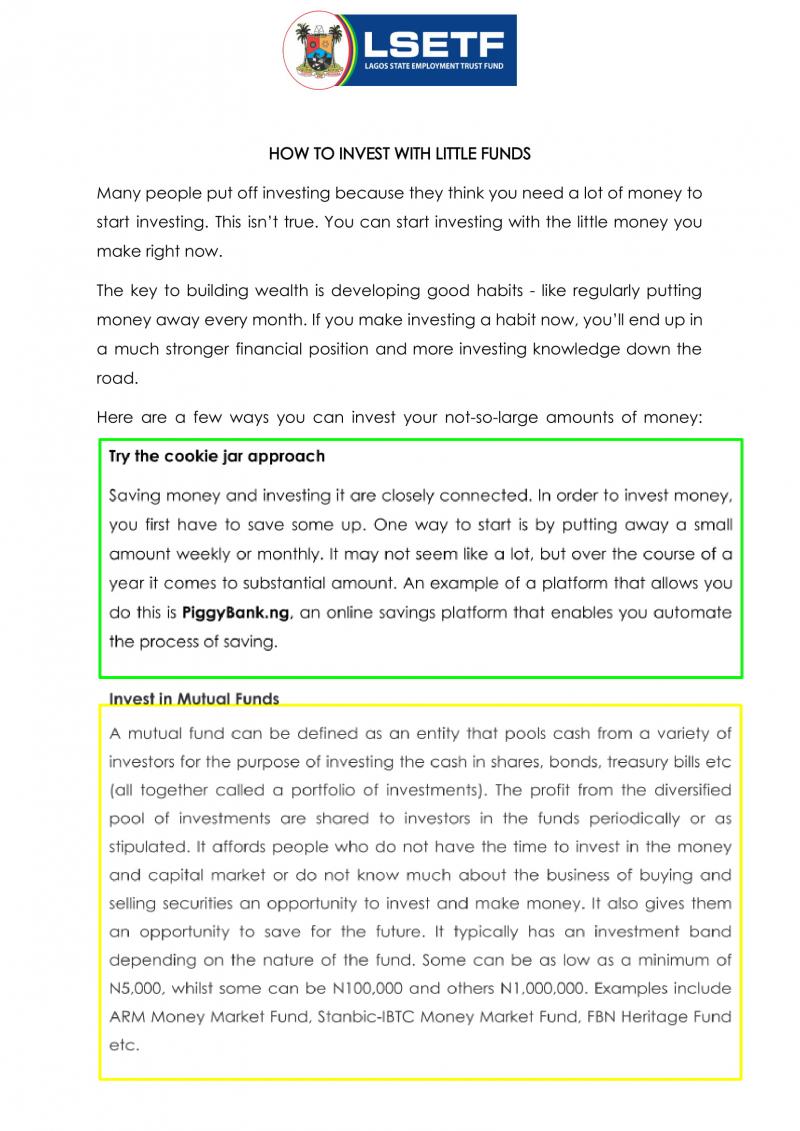 LSETF
LAGOS STATE EMPLOYMENT TRUST FUND
HOW TO INVEST WITH LITTLE FUNDS
Many people put off investing because they think you need a lot of money to
start investing. This isn’t true. You can start investing with the little money you
make right now.
The key to building wealth is developing good habits - like regularly putting
money away every month. If you make investing a habit now, you’ll end up in
a much stronger financial position and more investing knowledge down the
road.
Here are a few ways you can invest your not-so-large amounts of money:
Try the cookie jar approach
Saving money and investing it are closely connected. In order to invest money,
you first have to save some up. One way to start is by putting away a small
amount weekly or monthly. It may not seem like a lot, but over the course of a
year it comes to substantial amount. An example of a platform that allows you
do this is PiggyBank.ng, an online savings platform that enables you automate
the process of saving.
Invest in Mutual Funds
A mutual fund can be defined as an entity that pools cash from a variety of
investors for the purpose of investing the cash in shares, bonds, treasury bills etc
(all together called a portfolio of investments). The profit from the diversified
pool of investments are shared to investors in the funds periodically or as
stipulated. It affords people who do not have the time to invest in the money
and capital market or do not know much about the business of buying and
selling securities an opportunity to invest and make money. It also gives them
an opportunity to save for the future. It typically has an investment band
depending on the nature of the fund. Some can be as low as a minimum of
N5,000, whilst some can be N100,000 and others N1,000,000. Examples include
ARM Money Market Fund, Stanbic-IBTC Money Market Fund, FBN Heritage Fund
etc.